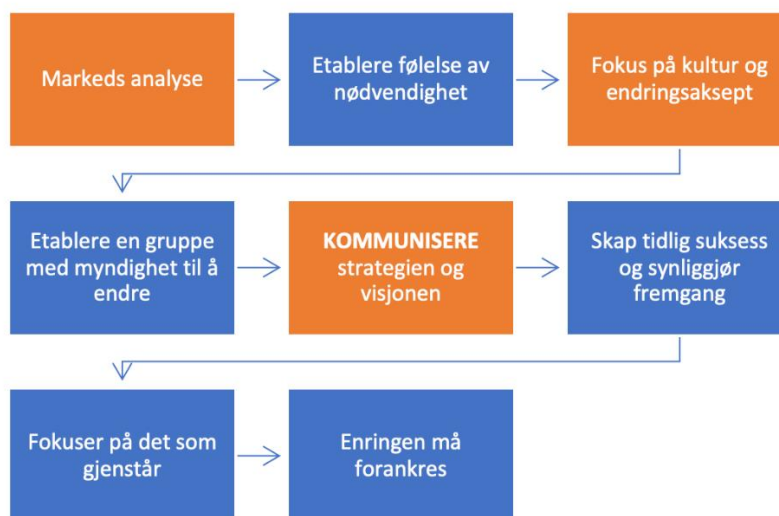 Markeds analyse
Etablere følelse av
nødvendighet
Fokus på kultur og
endringsaksept
Etablere en gruppe
med myndighet til å
endre
KOMMUNISERE
strategien og
visjonen
Skap tidlig suksess
og synliggjør
fremgang
Fokuser på det som
gjenstår
Enringen må
forankres